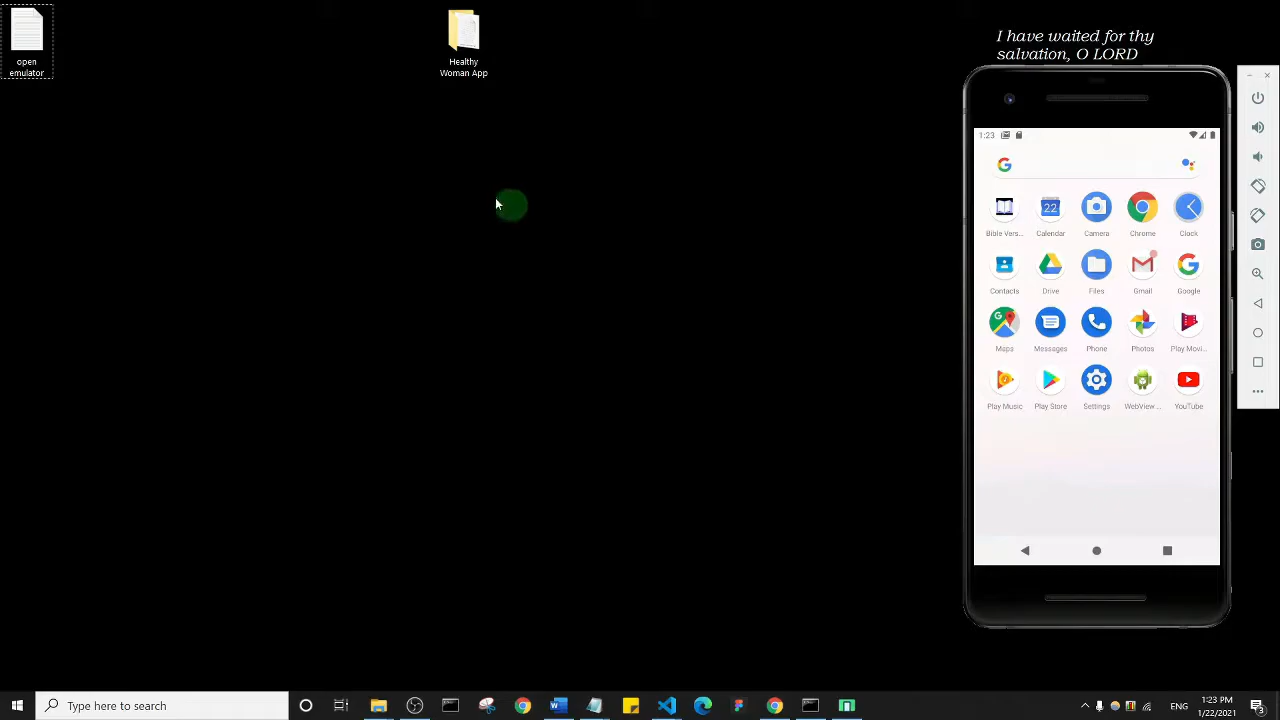 open
emulator
Healthy
Woman App
I have waited for thy
salvation, O LORD
1:23
G
Bible Vers...
22
Calendar
Camera
Chrome
Clock
Contacts
Drive
Files
Gmail
Google
Maps
Messages
Phone
Photos
Play Movi...
Play Music
Play Store
Settings
WebView ...
YouTube
Type here to search
ENG
1:23 PM
1/22/2021